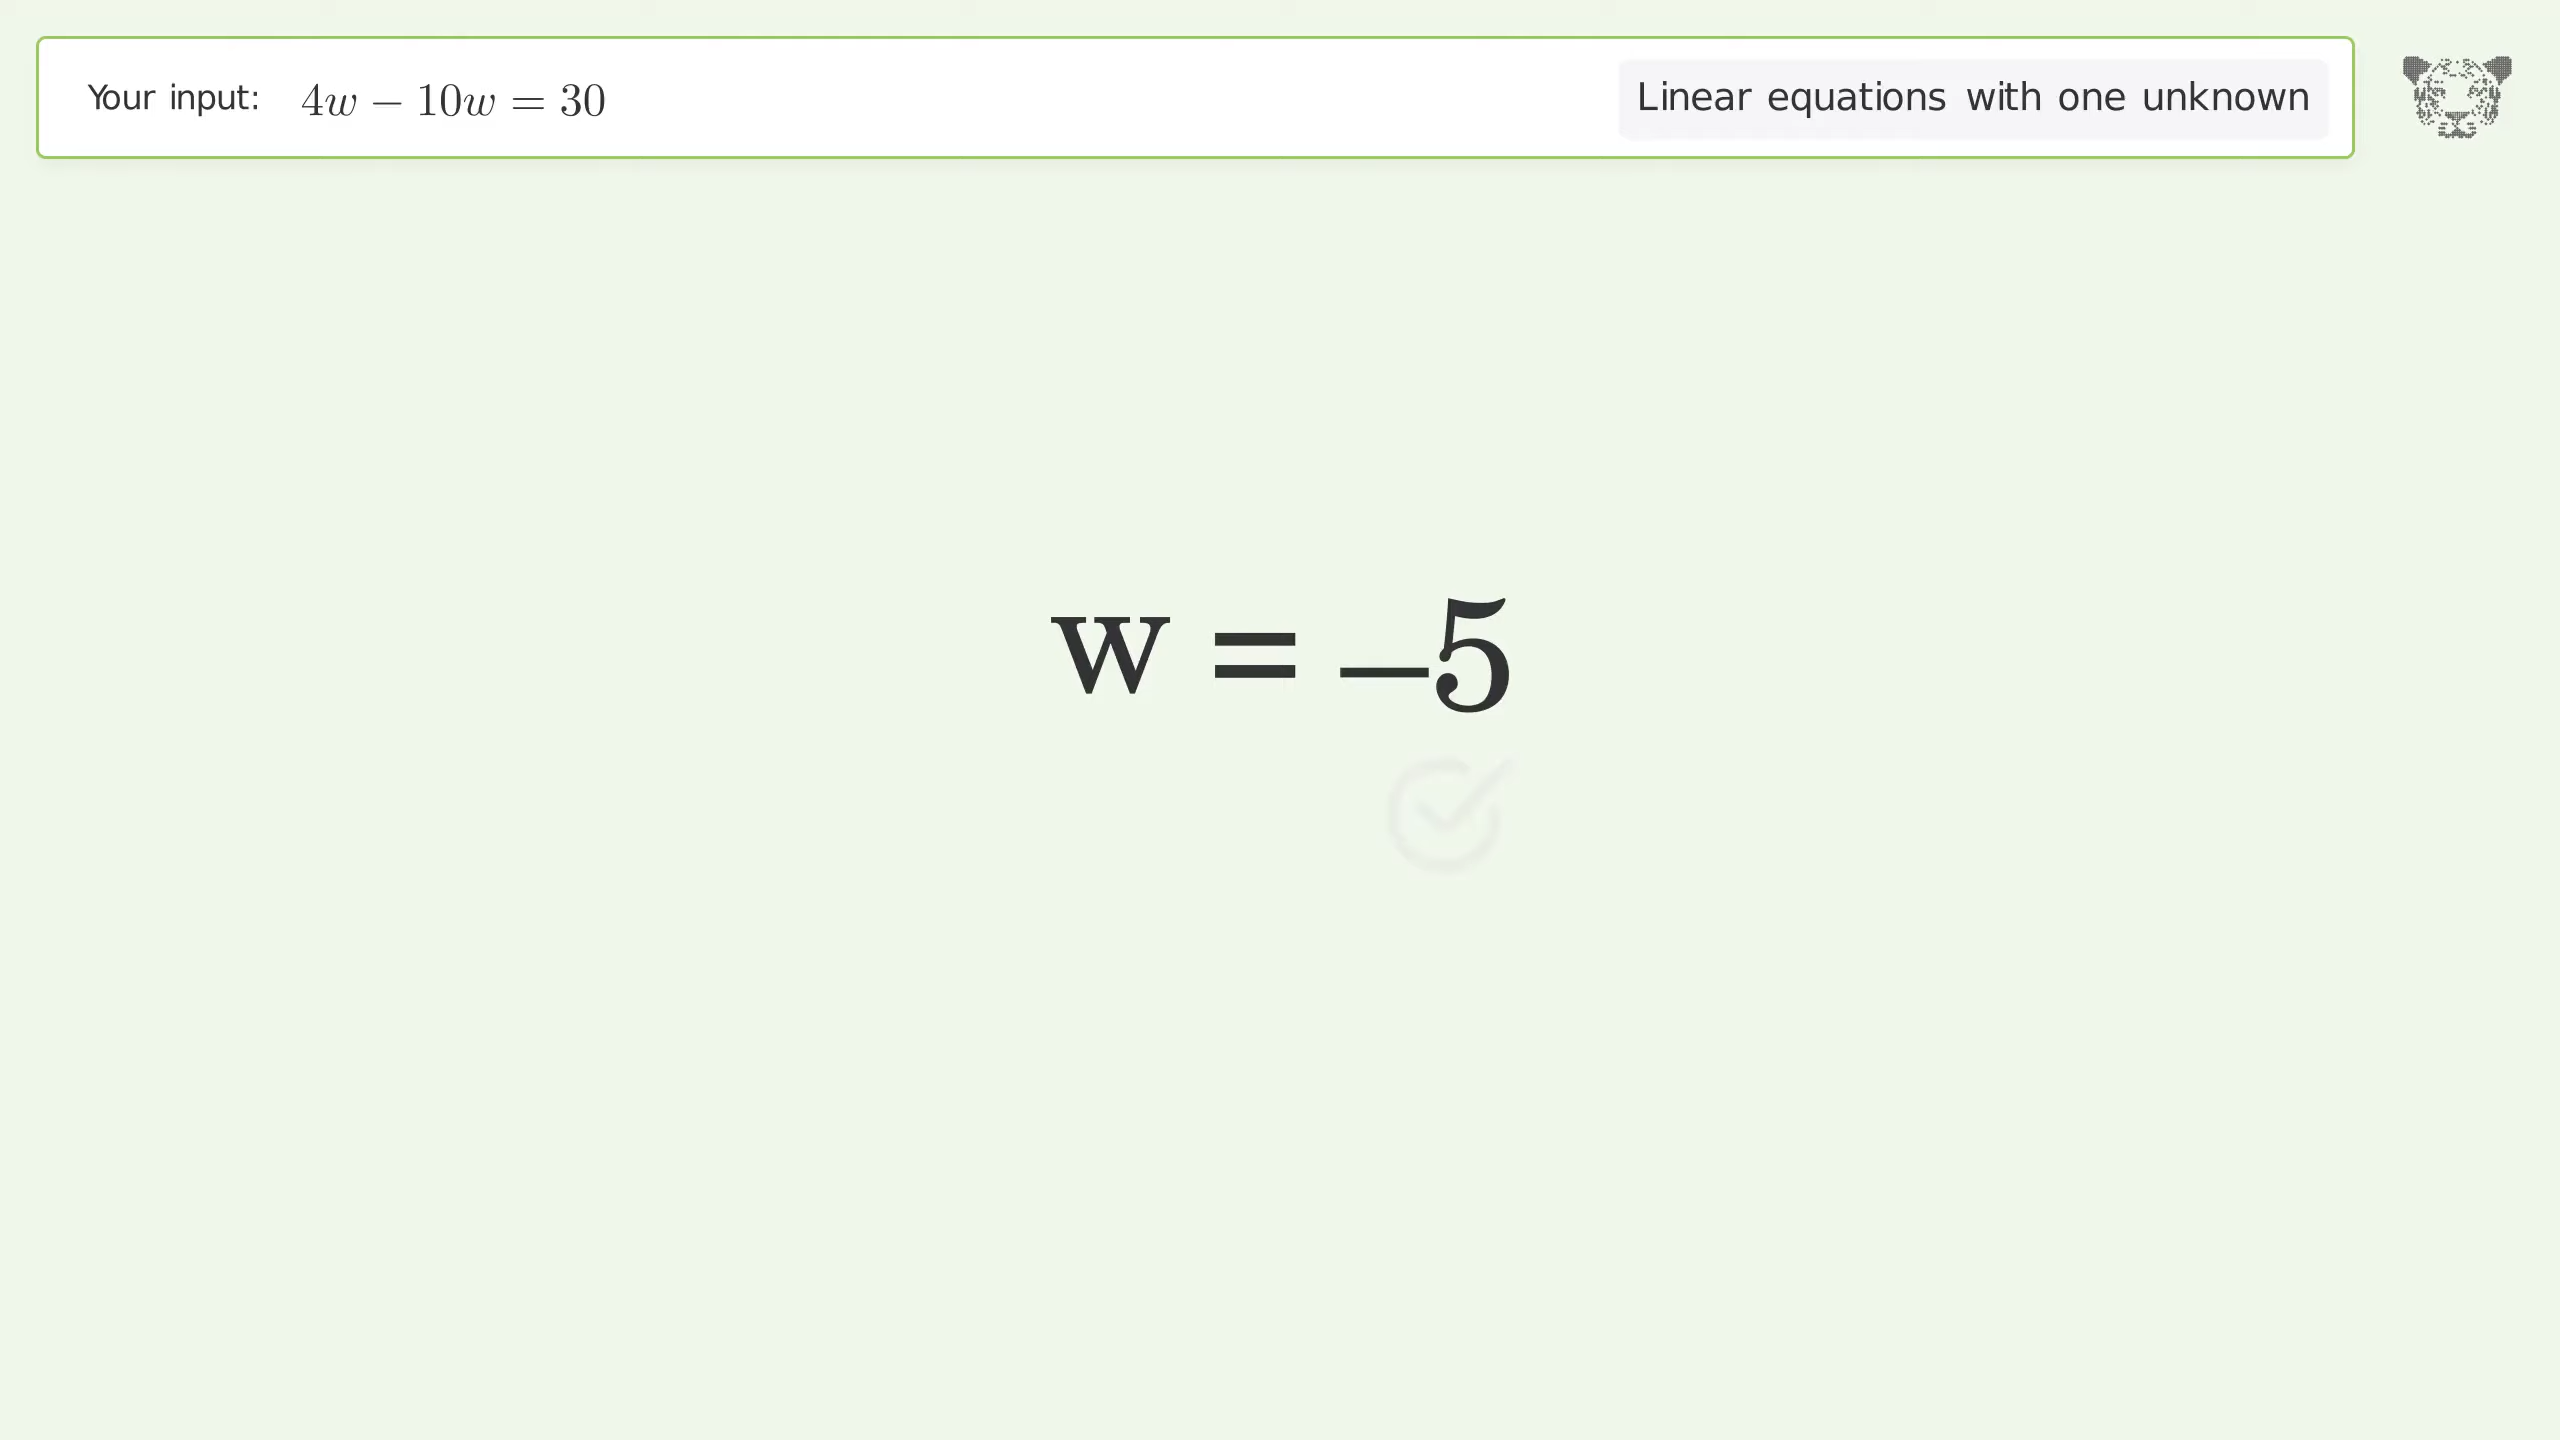 Your input: 4w − 10w = 30
Linear equations with one unknown
w = −5